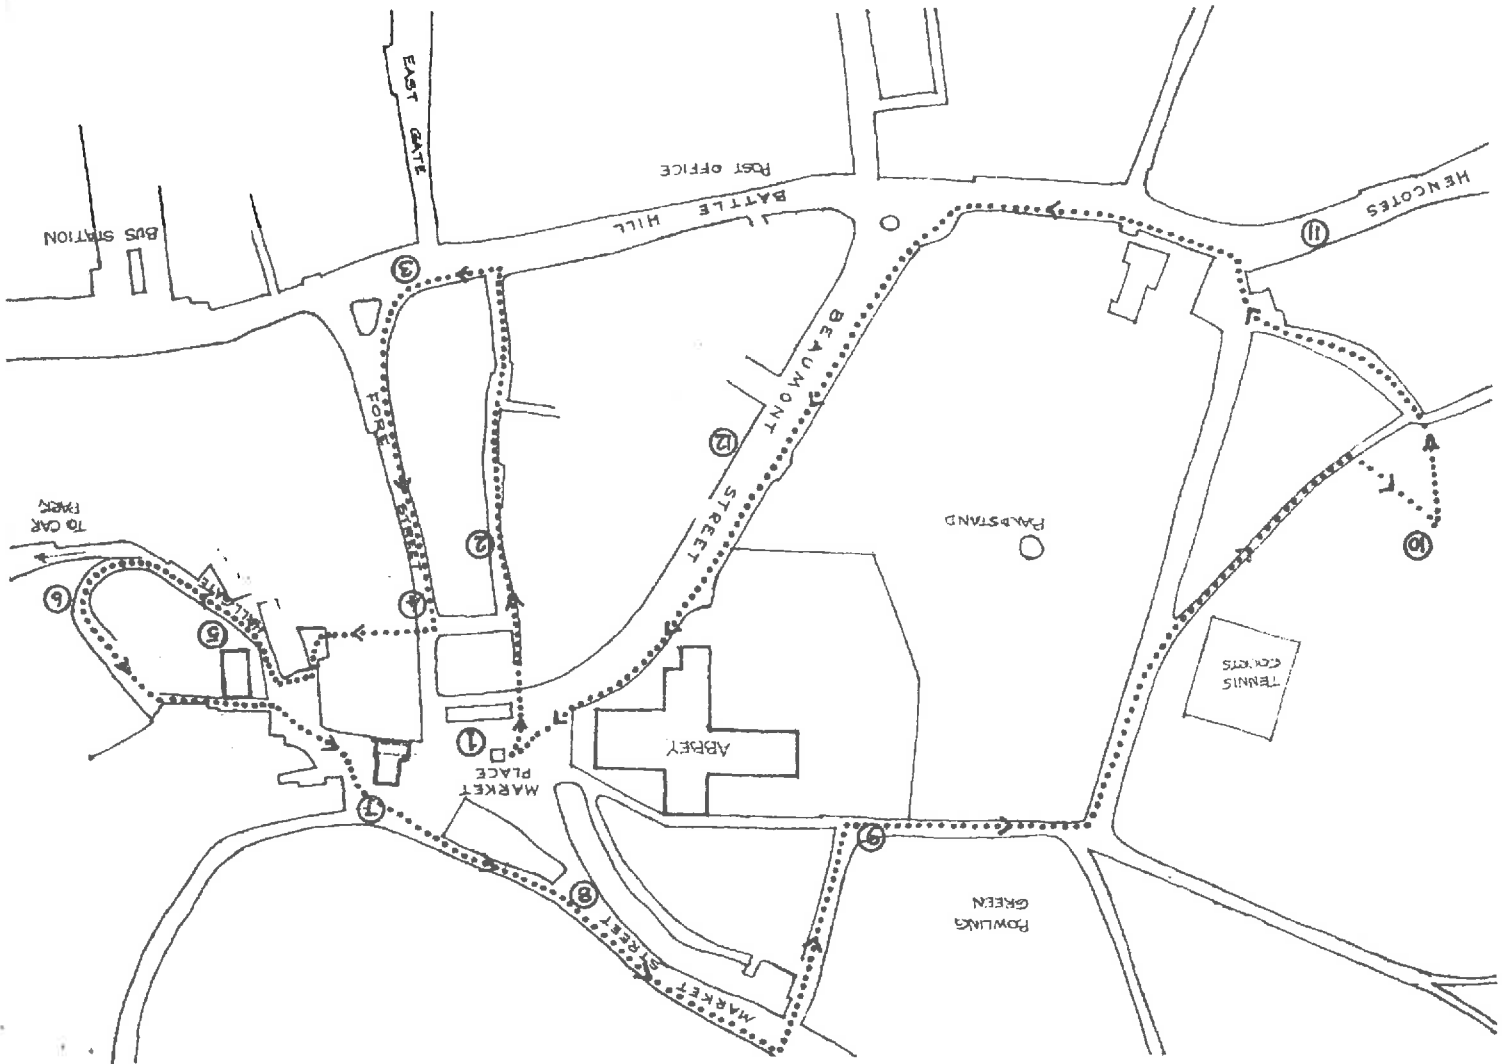 MARKET
STREET
BOWLING
GREEN
8
9
7
MARKET
PLACE
1
ABBEY
TENNIS
COURTS
5
HALLGATE
6
4
2
10
BANDSTAND
TO CAR
PARK
12
FORE STREET
BEAUMONT STREET
3
11
BUS STATION
BATTLE HILL
HENCOTES
POST OFFICE
EAST GATE